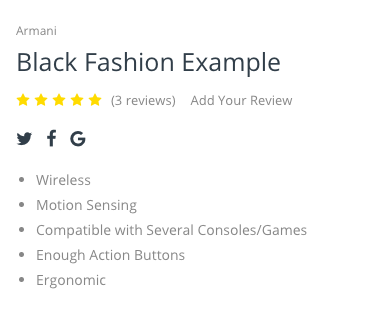 Armani
Black Fashion Example
(3 reviews) Add Your Review
Wireless
Motion Sensing
Compatible with Several Consoles/Games
Enough Action Buttons
Ergonomic